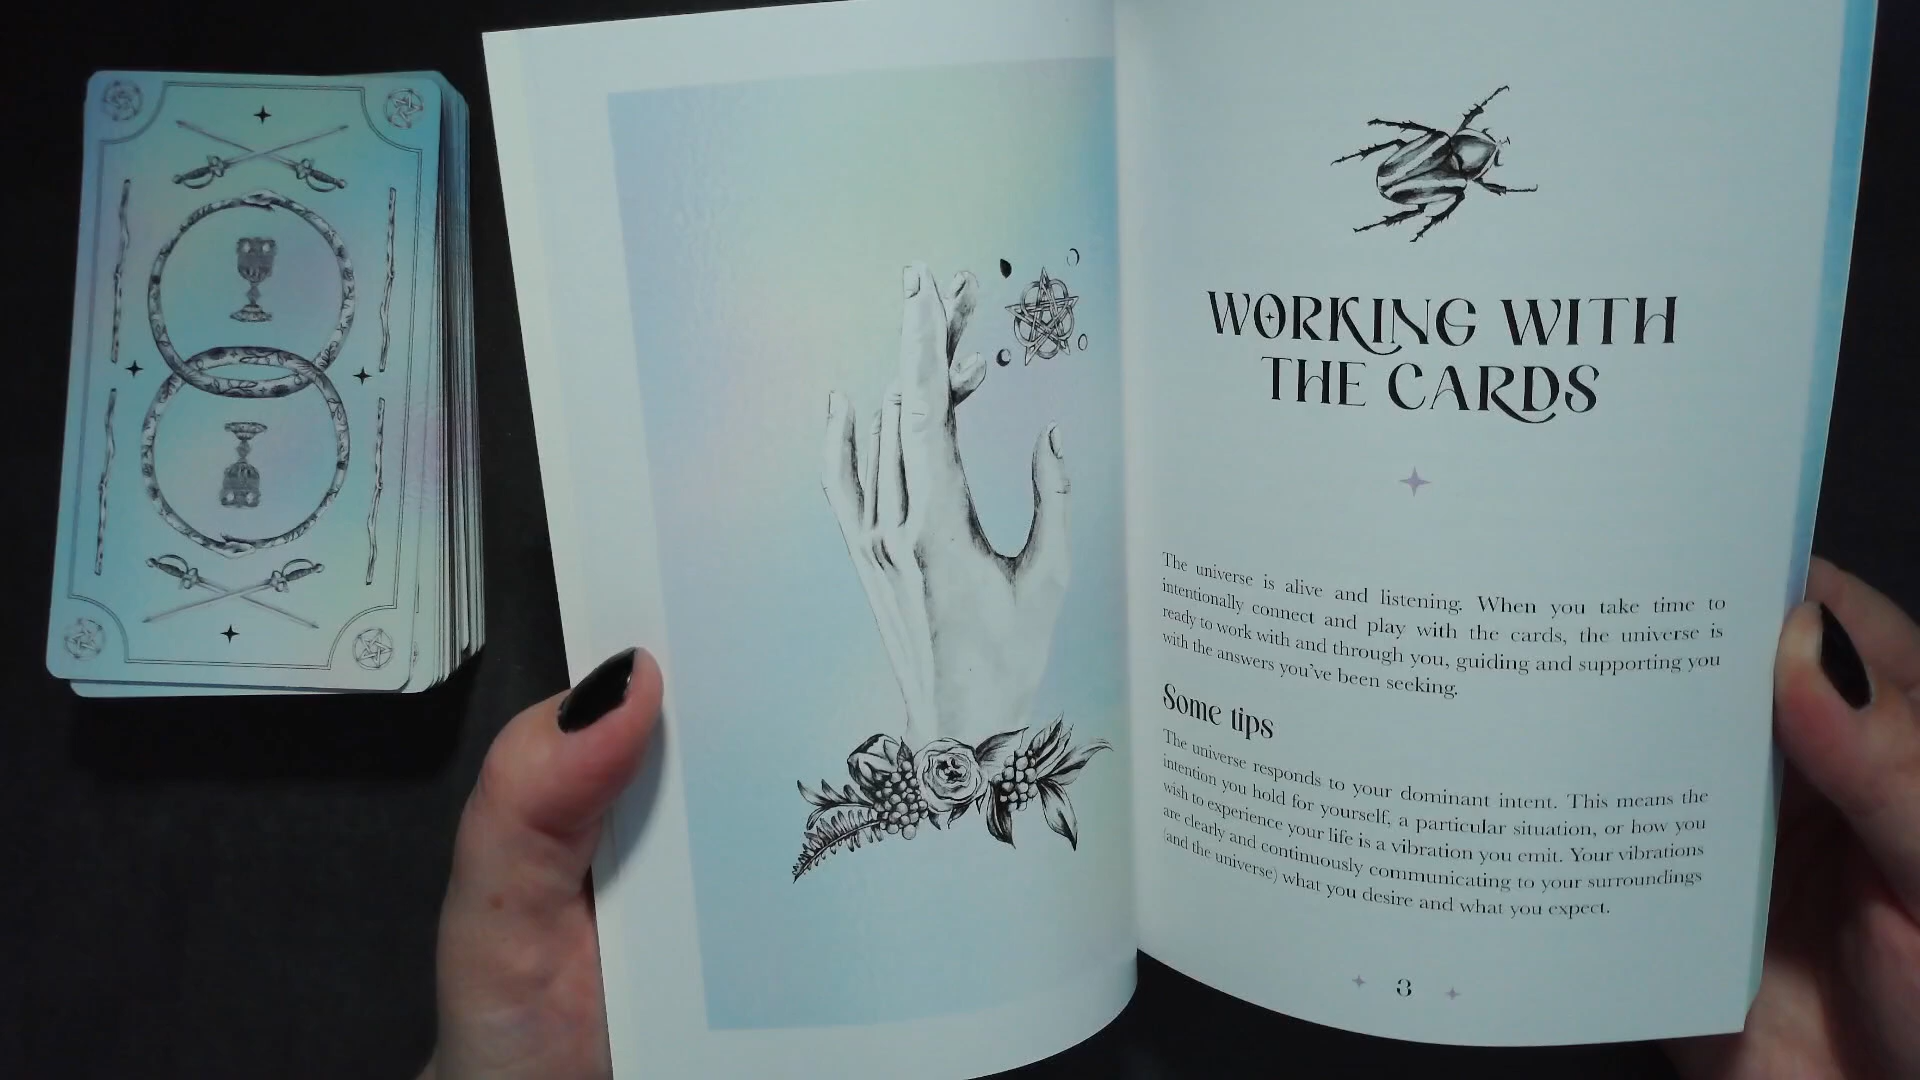 WORKING WITH
THE CARDS
The universe is alive and listening. When you take time to
intentionally connect and play with the cards, the universe is
ready to work with and through you, guiding and supporting you
with the answers you've been seeking.
Some tips
The universe responds to your dominant intent. This means the
intention you hold for yourself, a particular situation, or how you
wish to experience your life is a vibration you emit. Your vibrations
are clearly and continuously communicating to your surroundings
(and the universe) what you desire and what you expect.
3